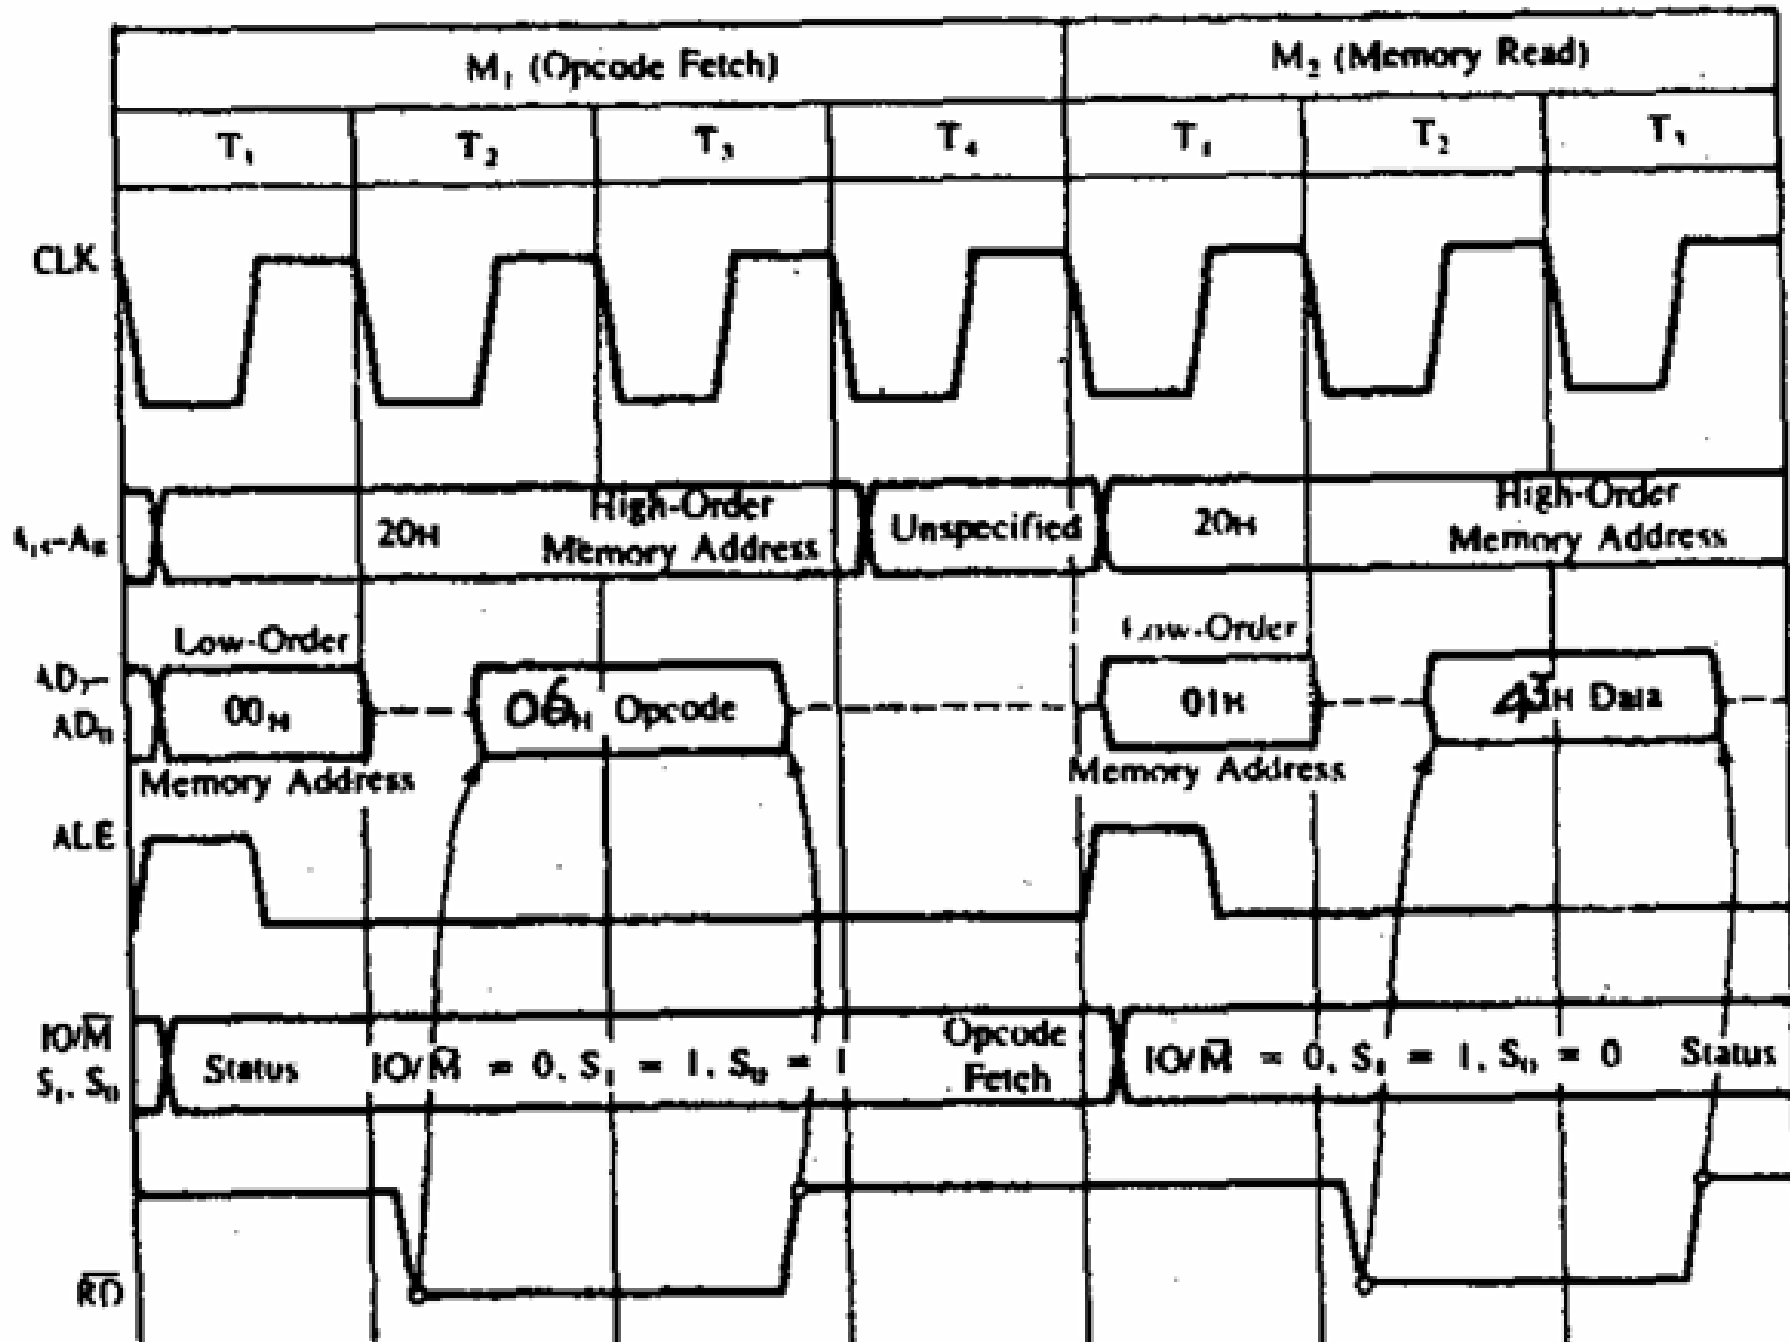 M₁ (Opcode Fetch) M₂ (Memory Read)
T₁ T₂ T₃ T₄ T₁ T₂ T₃
CLK
High-Order High-Order
20H Memory Address Unspecified 20H Memory Address
Low-Order Low-Order
AD₇-
AD₀ 00H 06H Opcode 01H 43H Data
Memory Address Memory Address
ALE
IO/M̅ Opcode
S₁, S₀ Status IO/M̅ = 0, S₁ = 1, S₀ = 1 Fetch IO/M̅ = 0, S₁ = 1, S₀ = 0 Status
R̅D̅